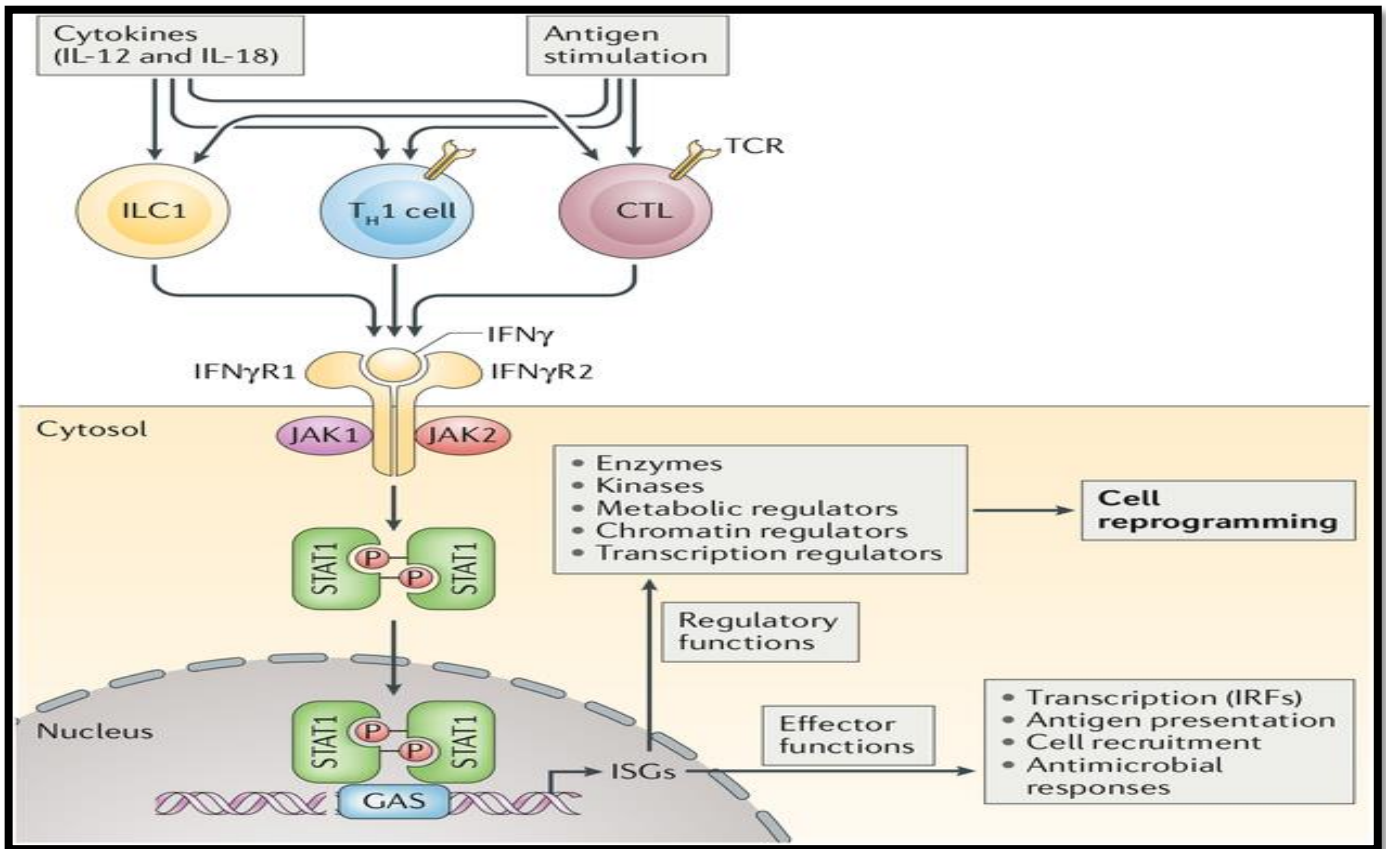 Cytokines
(IL-12 and IL-18)
Antigen
stimulation
TCR
ILC1
TH1 cell
CTL
IFNγ
IFNγR1
IFNγR2
Cytosol
JAK1
JAK2
• Enzymes
• Kinases
• Metabolic regulators
• Chromatin regulators
• Transcription regulators
Cell
reprogramming
STAT1
P
P
STAT1
Regulatory
functions
Nucleus
STAT1
P
P
STAT1
Effector
functions
• Transcription (IRFs)
• Antigen presentation
• Cell recruitment
• Antimicrobial
responses
ISGs
GAS